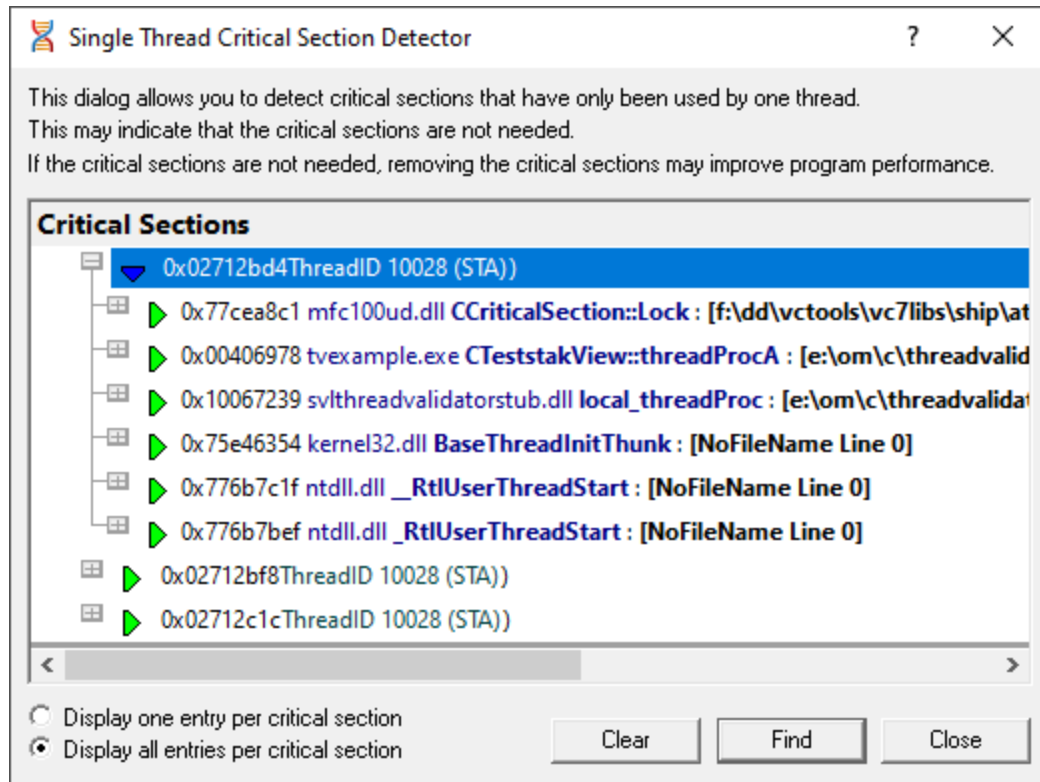 Single Thread Critical Section Detector ?
This dialog allows you to detect critical sections that have only been used by one thread.
This may indicate that the critical sections are not needed.
If the critical sections are not needed, removing the critical sections may improve program performance.
Critical Sections
0x02712bd4ThreadID 10028 (STA))
0x77cea8c1 mfc100ud.dll CCriticalSection::Lock : [f:\dd\vctools\vc7libs\ship\at
0x00406978 tvexample.exe CTeststakView::threadProcA : [e:\om\c\threadvalid
0x10067239 svlthreadvalidatorstub.dll local_threadProc : [e:\om\c\threadvalidat
0x75e46354 kernel32.dll BaseThreadInitThunk : [NoFileName Line 0]
0x776b7c1f ntdll.dll __RtlUserThreadStart : [NoFileName Line 0]
0x776b7bef ntdll.dll _RtlUserThreadStart : [NoFileName Line 0]
0x02712bf8ThreadID 10028 (STA))
0x02712c1cThreadID 10028 (STA))
Display one entry per critical section
Display all entries per critical section
Clear Find Close